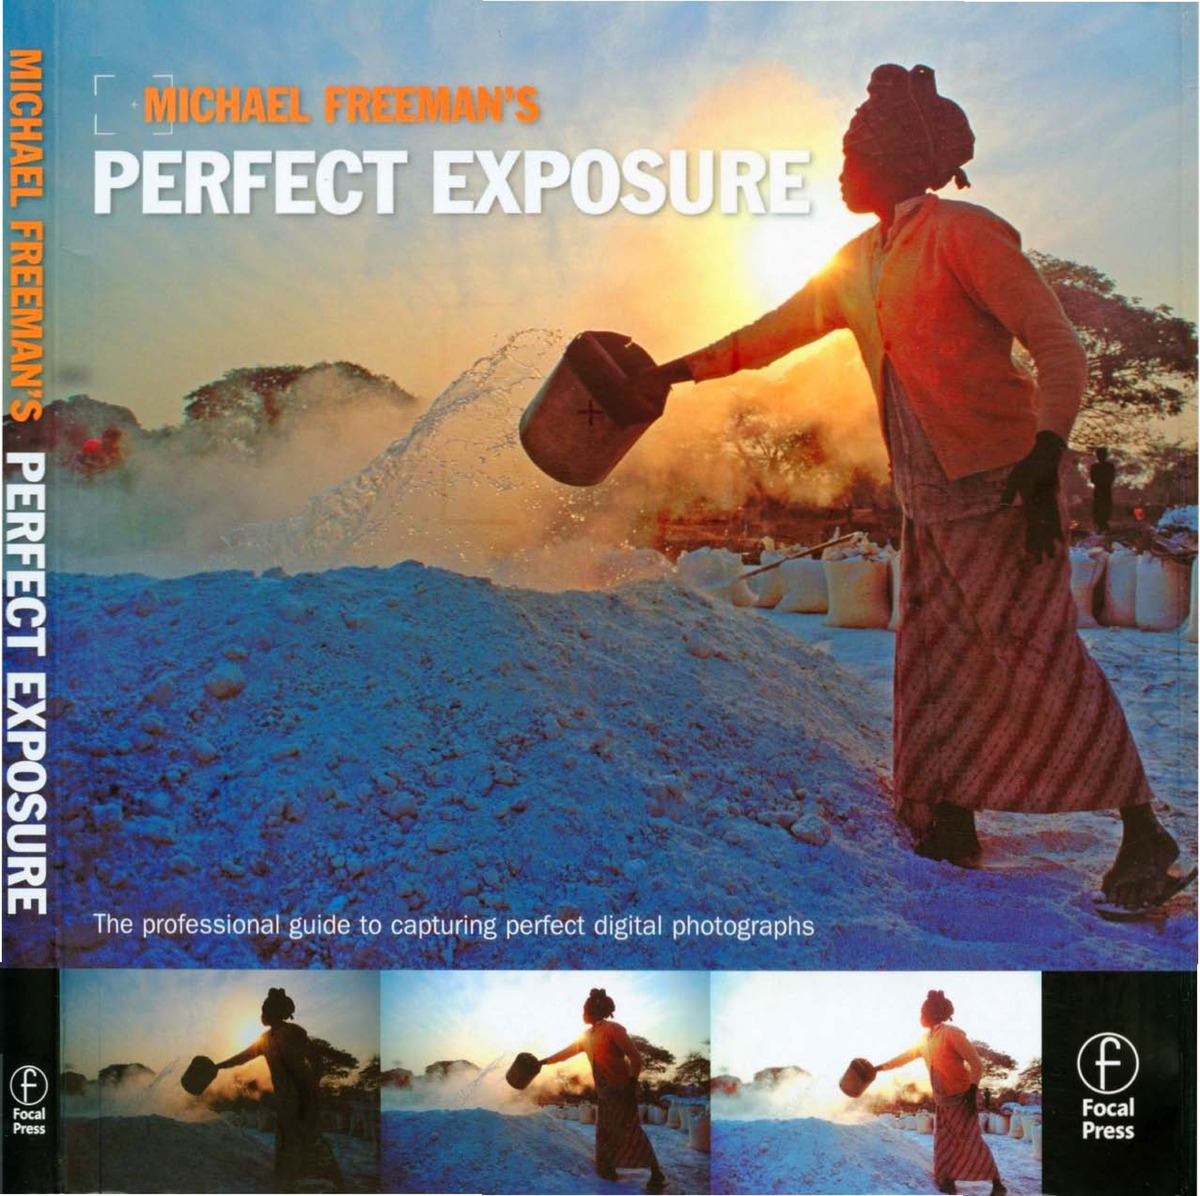 MICHAEL FREEMAN'S PERFECT EXPOSURE
MICHAEL FREEMAN'S
PERFECT EXPOSURE
The professional guide to capturing perfect digital photographs
f
Focal
Press
f
Focal
Press